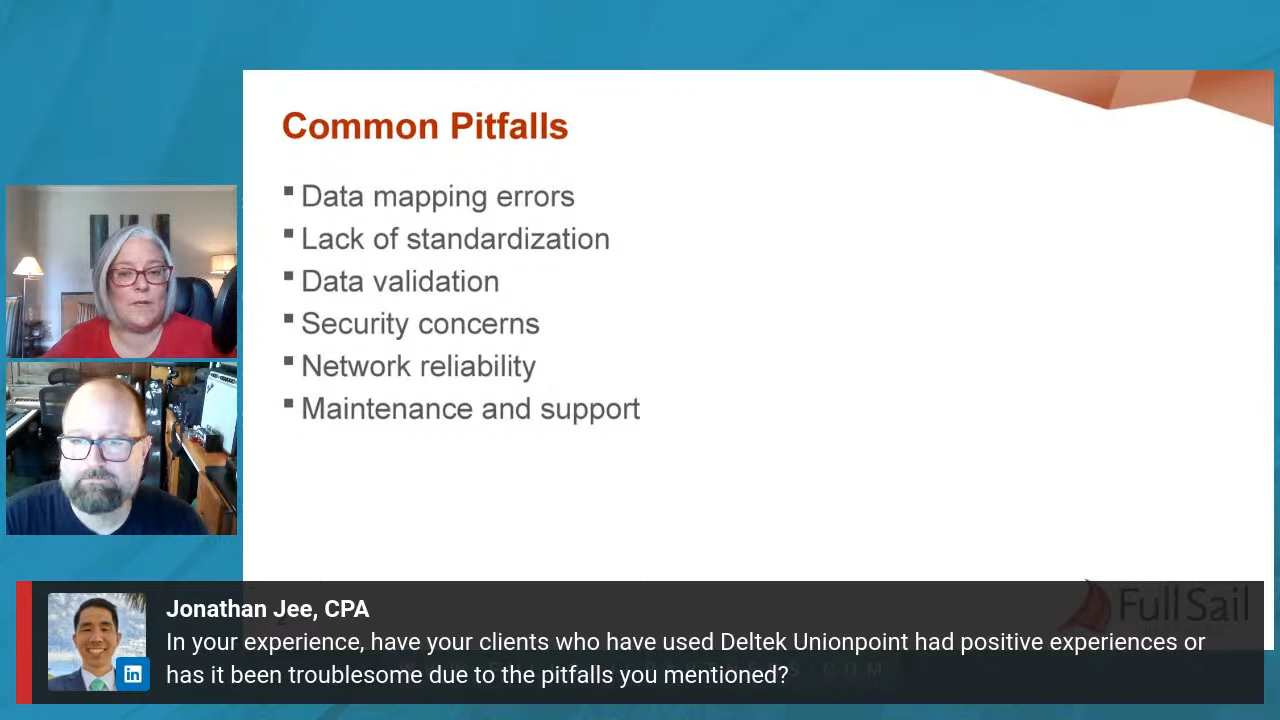 Common Pitfalls
Data mapping errors
Lack of standardization
Data validation
Security concerns
Network reliability
Maintenance and support
Full Sail
Jonathan Jee, CPA
In your experience, have your clients who have used Deltek Unionpoint had positive experiences or
has it been troublesome due to the pitfalls you mentioned?
in